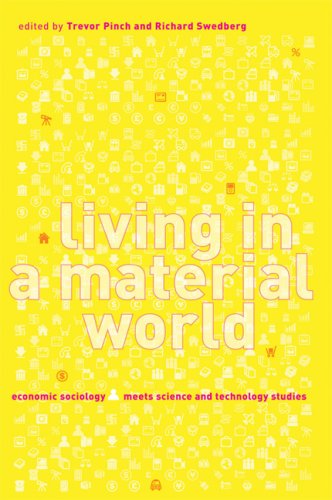 edited by Trevor Pinch and Richard Swedberg
living in
a material
world
economic sociology meets science and technology studies